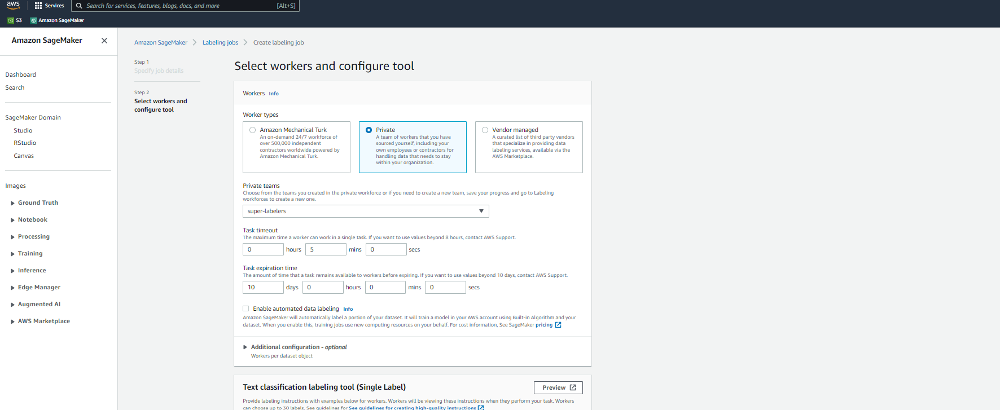 aws
Services
Search for services, features, blogs, docs, and more
[Alt+S]
S3
Amazon SageMaker
Amazon SageMaker
Dashboard
Search
SageMaker Domain
Studio
RStudio
Canvas
Images
Ground Truth
Notebook
Processing
Training
Inference
Edge Manager
Augmented AI
AWS Marketplace
Amazon SageMaker
Labeling jobs
Create labeling job
Step 1
Specify job details
Step 2
Select workers and
configure tool
Select workers and configure tool
Workers Info
Worker types
Amazon Mechanical Turk
An on-demand 24/7 workforce of
over 500,000 independent
contractors worldwide powered by
Amazon Mechanical Turk.
Private
A team of workers that you have
sourced yourself, including your
own employees or contractors for
handling data that needs to stay
within your organization.
Vendor managed
A curated list of third party vendors
that specialize in providing data
labeling services, available via the
AWS Marketplace.
Private teams
Choose from the teams you created in the private workforce or if you need to create a new team, save your progress and go to Labeling
workforces to create a new one.
super-labelers
Task timeout
The maximum time a worker can work in a single task. If you want to use values beyond 8 hours, contact AWS Support.
0 hours 5 mins 0 secs
Task expiration time
The amount of time that a task remains available to workers before expiring. If you want to use values beyond 10 days, contact AWS Support.
10 days 0 hours 0 mins 0 secs
Enable automated data labeling Info
Amazon SageMaker will automatically label a portion of your dataset. It will train a model in your AWS account using Built-in Algorithm and your
dataset. When you enable this, training jobs use new computing resources on your behalf. For cost information, See SageMaker pricing
Additional configuration - optional
Workers per dataset object
Text classification labeling tool (Single Label)
Preview
Provide labeling instructions with examples below for workers. Workers will be viewing these instructions when they perform your task. Workers
can choose up to 30 labels. See guidelines for See guidelines for creating high-quality instructions